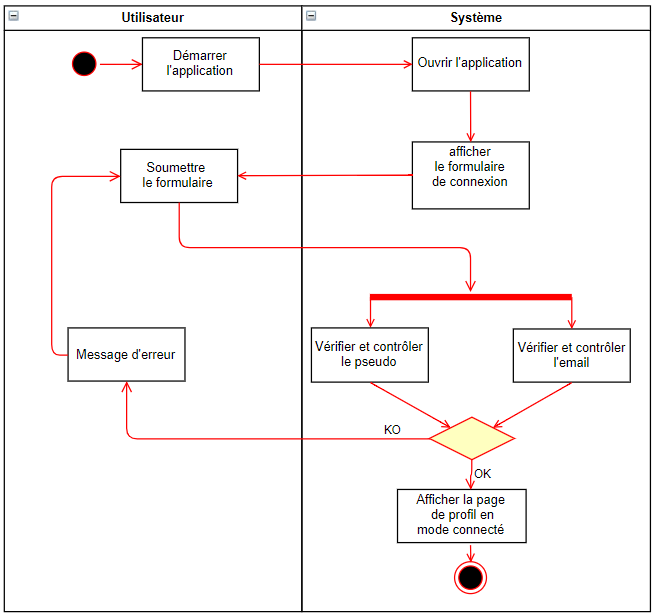 Utilisateur
Système
Démarrer
l'application
Ouvrir l'application
afficher
le formulaire
de connexion
Soumettre
le formulaire
Message d'erreur
Vérifier et contrôler
le pseudo
Vérifier et contrôler
l'email
KO
OK
Afficher la page
de profil en
mode connecté